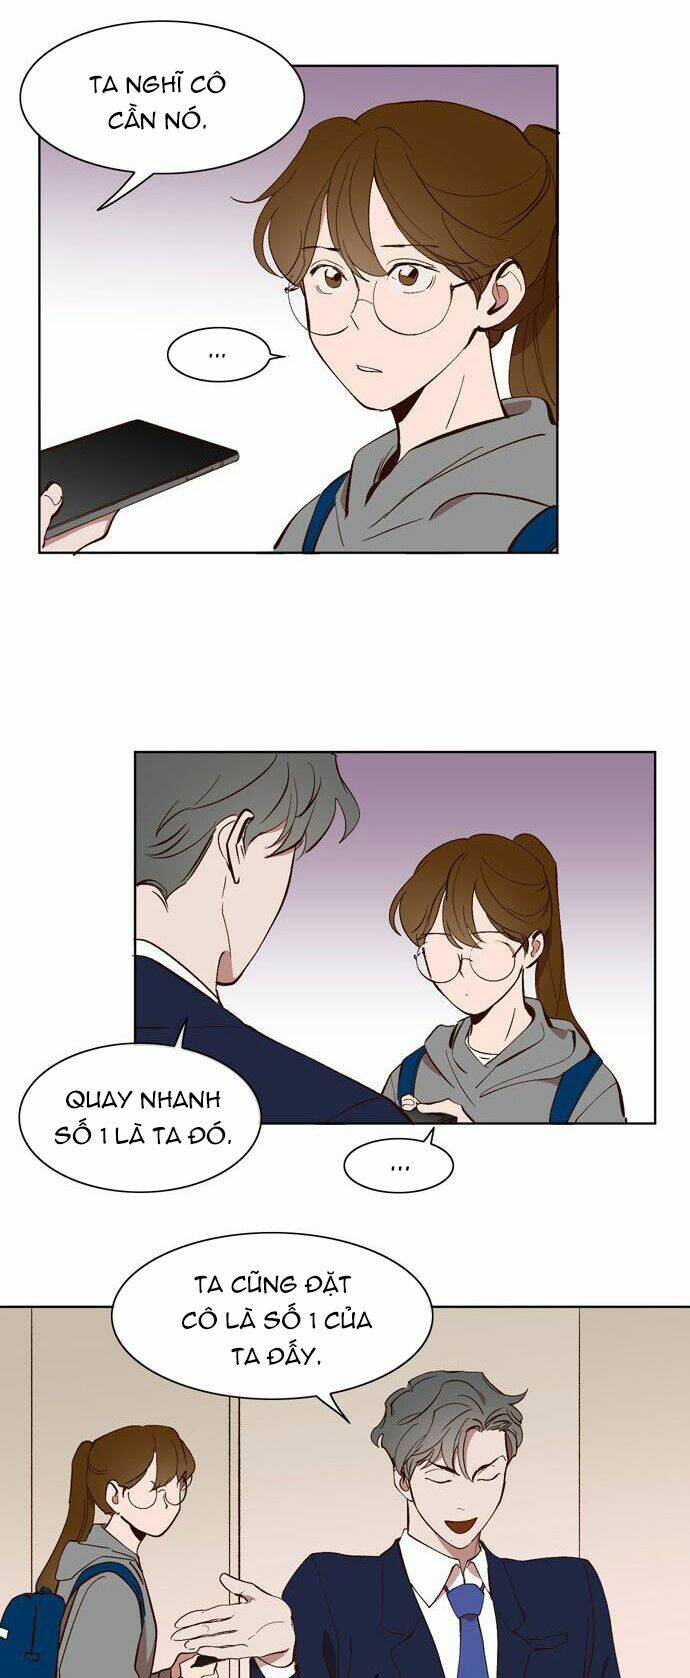 TA NGHĨ CÔ
CẦN NÓ.
...
QUAY NHANH
SỐ 1 LÀ TA ĐÓ.
...
TA CŨNG ĐẶT
CÔ LÀ SỐ 1 CỦA
TA ĐẤY.